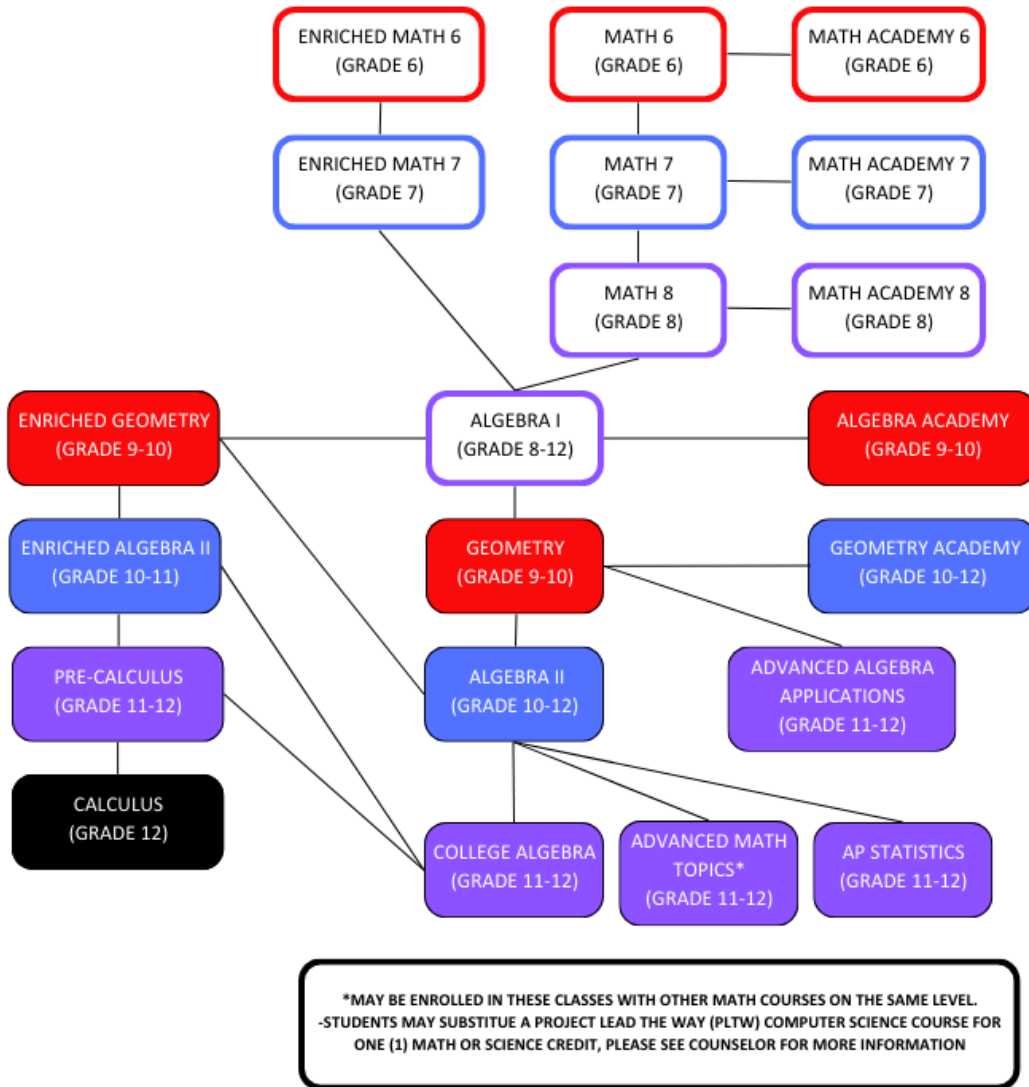 ENRICHED MATH 6
(GRADE 6)
MATH 6
(GRADE 6)
MATH ACADEMY 6
(GRADE 6)
ENRICHED MATH 7
(GRADE 7)
MATH 7
(GRADE 7)
MATH ACADEMY 7
(GRADE 7)
MATH 8
(GRADE 8)
MATH ACADEMY 8
(GRADE 8)
ENRICHED GEOMETRY
(GRADE 9-10)
ALGEBRA I
(GRADE 8-12)
ALGEBRA ACADEMY
(GRADE 9-10)
ENRICHED ALGEBRA II
(GRADE 10-11)
GEOMETRY
(GRADE 9-10)
GEOMETRY ACADEMY
(GRADE 10-12)
PRE-CALCULUS
(GRADE 11-12)
ALGEBRA II
(GRADE 10-12)
ADVANCED ALGEBRA
APPLICATIONS
(GRADE 11-12)
CALCULUS
(GRADE 12)
COLLEGE ALGEBRA
(GRADE 11-12)
ADVANCED MATH
TOPICS*
(GRADE 11-12)
AP STATISTICS
(GRADE 11-12)
*MAY BE ENROLLED IN THESE CLASSES WITH OTHER MATH COURSES ON THE SAME LEVEL.
-STUDENTS MAY SUBSTITUE A PROJECT LEAD THE WAY (PLTW) COMPUTER SCIENCE COURSE FOR
ONE (1) MATH OR SCIENCE CREDIT, PLEASE SEE COUNSELOR FOR MORE INFORMATION